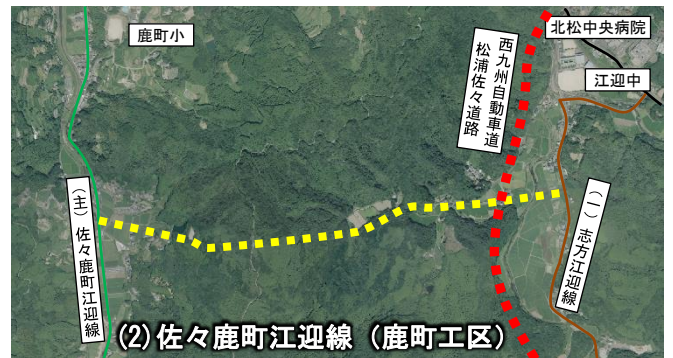 鹿町小
北松中央病院
江迎中
西九州自動車道
松浦佐々道路
(主)佐々鹿町江迎線
(一)志方江迎線
(2)佐々鹿町江迎線（鹿町工区）